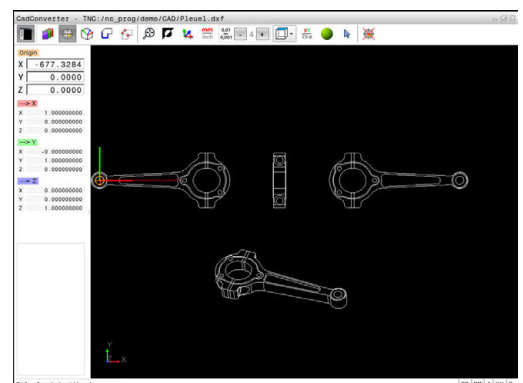 CadConverter - TNC:/nc_prog/demo/CAD/Pleuel.dxf
mm
inch
0,01
0,001
4
XY
Origin
X -677.3284
Y 0.0000
Z 0.0000
---> X
X 1.000000000
Y 0.000000000
Z 0.000000000
---> Y
X -0.000000000
Y 1.000000000
Z 0.000000000
---> Z
X 0.000000000
Y 0.000000000
Z 1.000000000
Y
Z
X